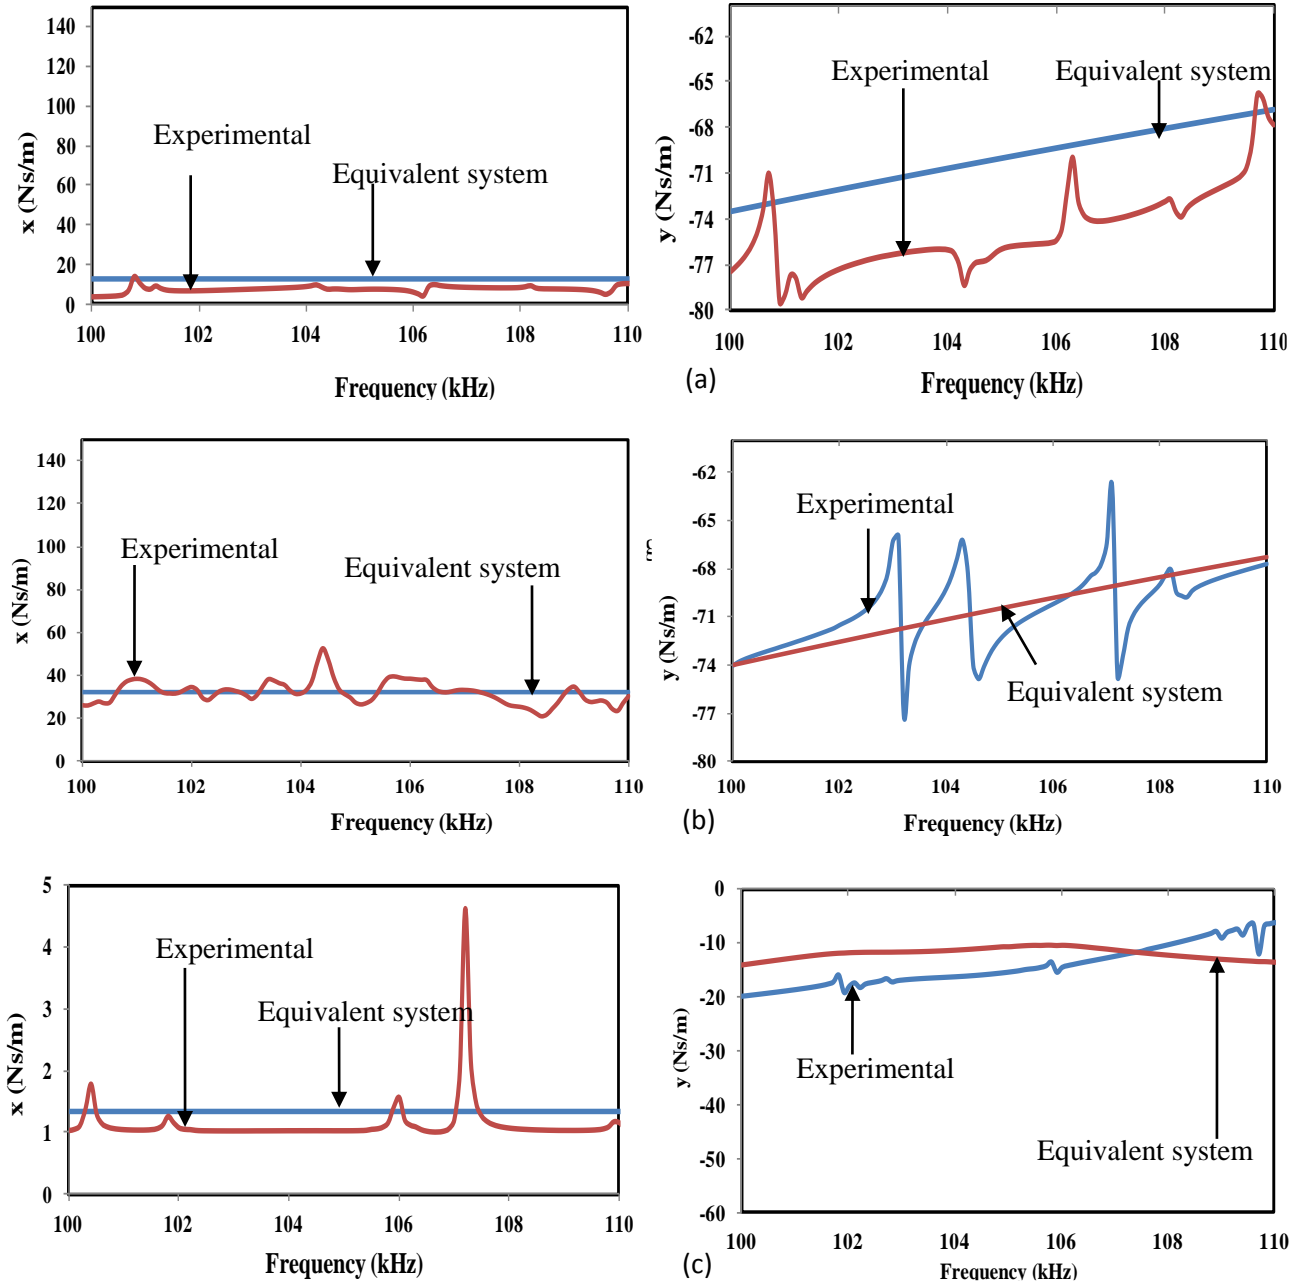 140
120
100
80
60
40
20
0
x (Ns/m)
Experimental
Equivalent system
100 102 104 106 108 110
Frequency (kHz)
-62
-65
-68
-71
-74
-77
-80
y (Ns/m)
Experimental
Equivalent system
100 102 104 106 108 110
Frequency (kHz)
(a)
140
120
100
80
60
40
20
0
x (Ns/m)
Experimental
Equivalent system
100 102 104 106 108 110
Frequency (kHz)
-62
-65
-68
-71
-74
-77
-80
y (Ns/m)
Experimental
Equivalent system
100 102 104 106 108 110
Frequency (kHz)
(b)
5
4
3
2
1
0
x (Ns/m)
Experimental
Equivalent system
100 102 104 106 108 110
Frequency (kHz)
0
-10
-20
-30
-40
-50
-60
y (Ns/m)
Experimental
Equivalent system
100 102 104 106 108 110
Frequency (kHz)
(c)